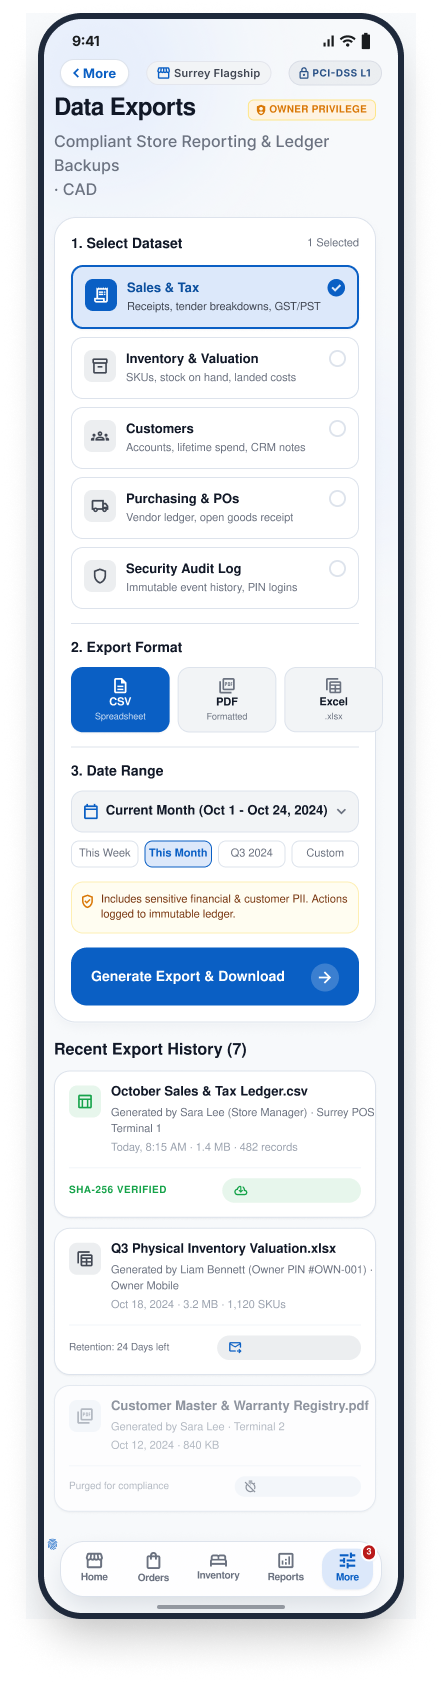 9:41
More
Surrey Flagship
PCI-DSS L1
Data Exports
OWNER PRIVILEGE
Compliant Store Reporting & Ledger
Backups
· CAD
1. Select Dataset
1 Selected
Sales & Tax
Receipts, tender breakdowns, GST/PST
Inventory & Valuation
SKUs, stock on hand, landed costs
Customers
Accounts, lifetime spend, CRM notes
Purchasing & POs
Vendor ledger, open goods receipt
Security Audit Log
Immutable event history, PIN logins
2. Export Format
CSV
Spreadsheet
PDF
PDF
Formatted
Excel
.xlsx
3. Date Range
Current Month (Oct 1 - Oct 24, 2024)
This Week
This Month
Q3 2024
Custom
Includes sensitive financial & customer PII. Actions
logged to immutable ledger.
Generate Export & Download
Recent Export History (7)
October Sales & Tax Ledger.csv
Generated by Sara Lee (Store Manager) · Surrey POS
Terminal 1
Today, 8:15 AM · 1.4 MB · 482 records
SHA-256 VERIFIED
Q3 Physical Inventory Valuation.xlsx
Generated by Liam Bennett (Owner PIN #OWN-001) ·
Owner Mobile
Oct 18, 2024 · 3.2 MB · 1,120 SKUs
Retention: 24 Days left
PDF
Customer Master & Warranty Registry.pdf
Generated by Sara Lee · Terminal 2
Oct 12, 2024 · 840 KB
Purged for compliance
Home
Orders
Inventory
Reports
More
3